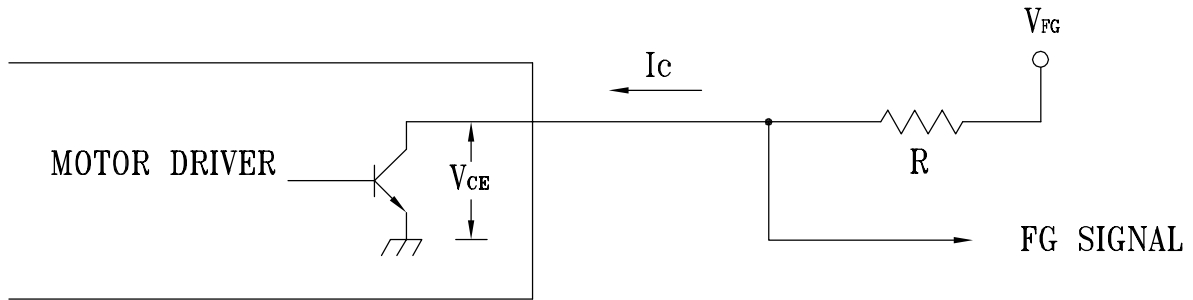 VFG
Ic
MOTOR DRIVER
VCE
R
FG SIGNAL